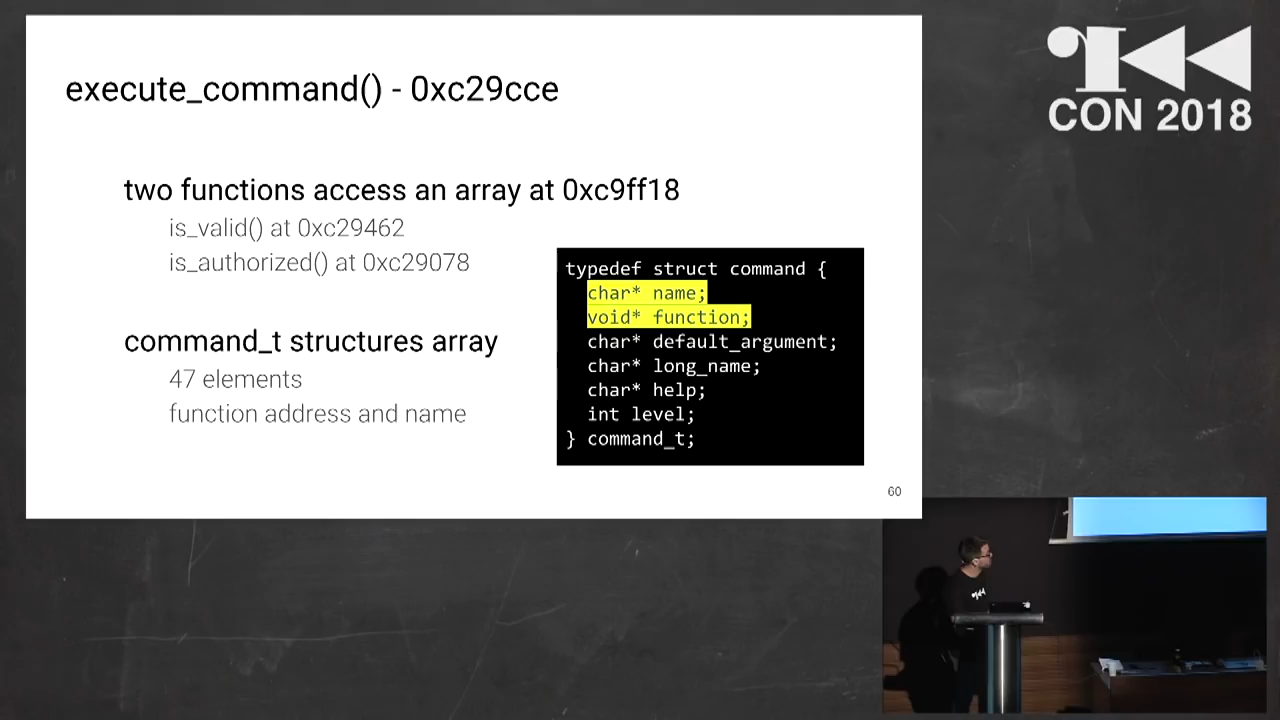 execute_command() - 0xc29cce
two functions access an array at 0xc9ff18
is_valid() at 0xc29462
is_authorized() at 0xc29078
command_t structures array
47 elements
function address and name
typedef struct command {
char* name;
void* function;
char* default_argument;
char* long_name;
char* help;
int level;
} command_t;
60
CON 2018